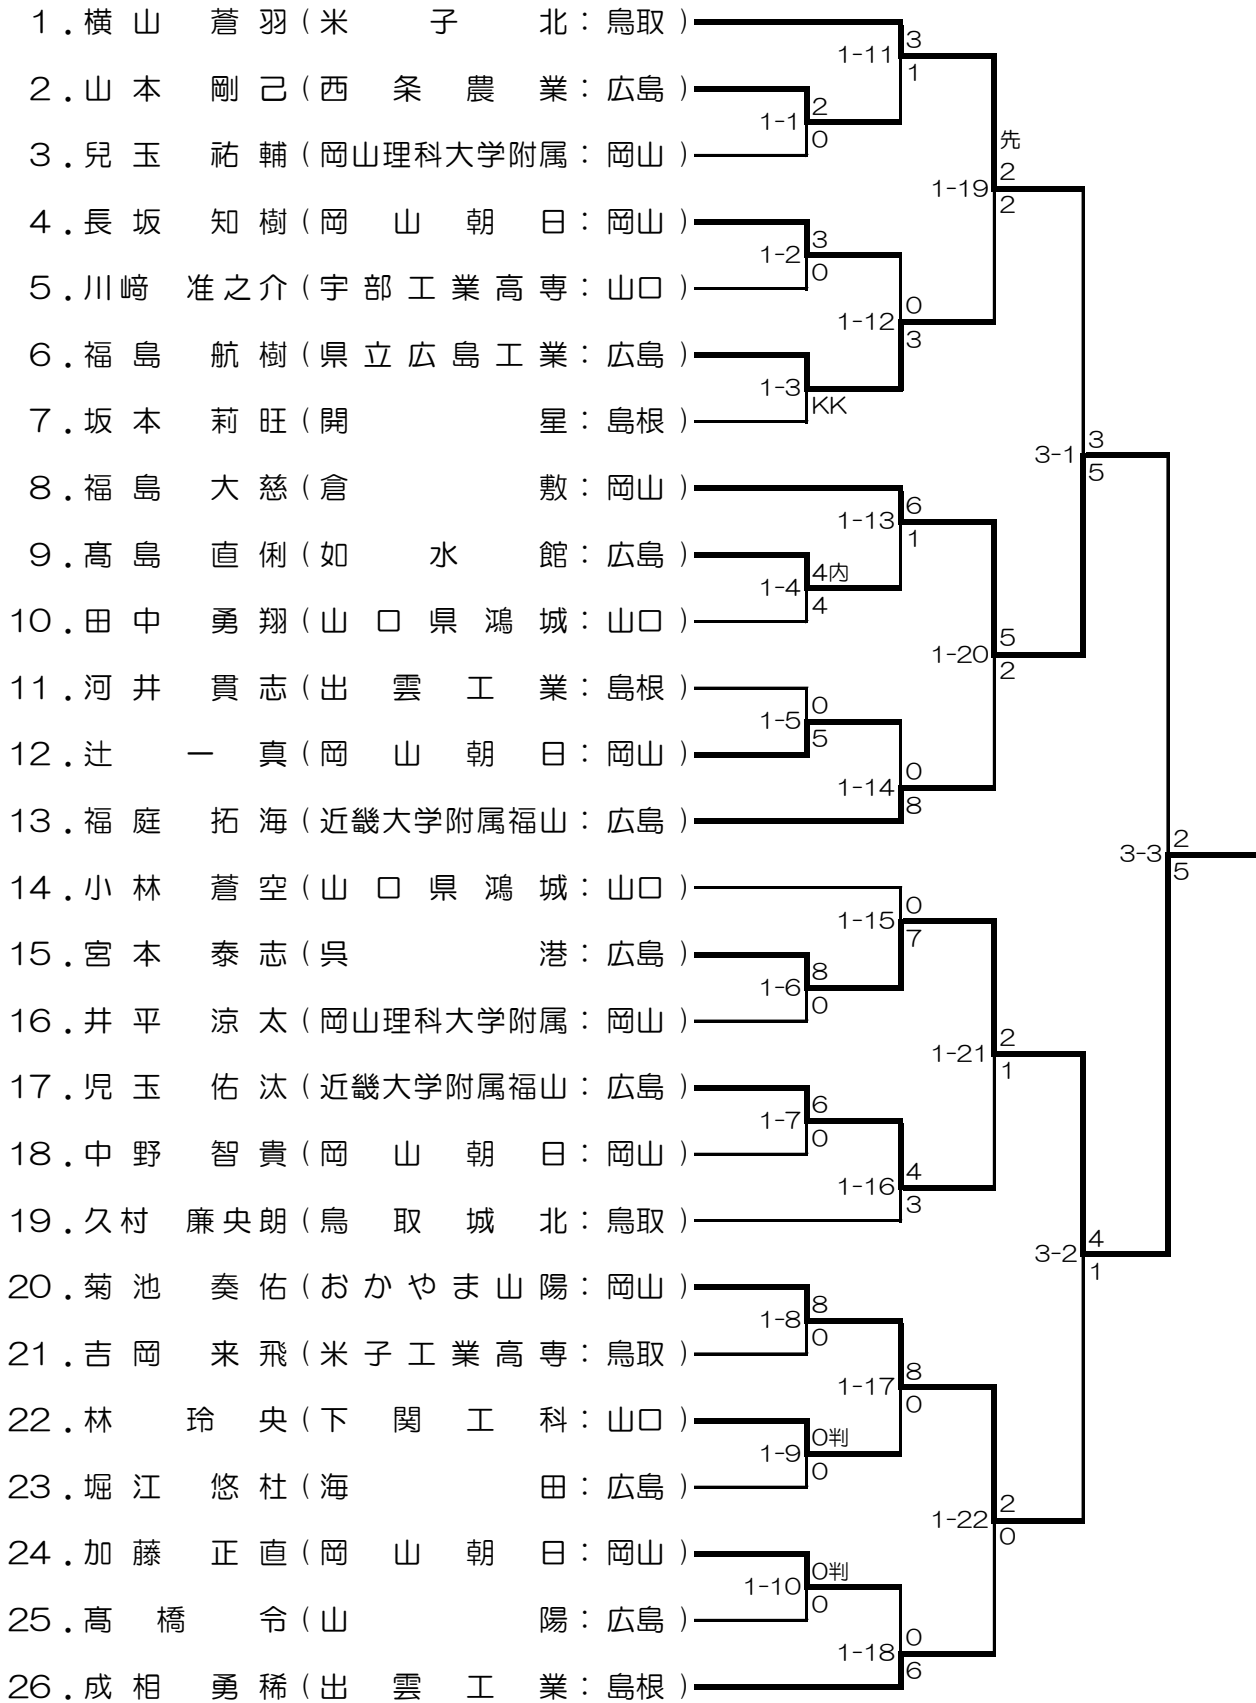 1．横山　蒼羽（米子北：鳥取）
3
1-11
1
2．山本　剛己（西条農業：広島）
2
1-1
0
先
3．兒玉　祐輔（岡山理科大学附属：岡山）
2
1-19
2
4．長坂　知樹（岡山朝日：岡山）
3
1-2
0
5．川﨑　准之介（宇部工業高専：山口）
0
1-12
3
6．福島　航樹（県立広島工業：広島）
1-3
KK
7．坂本　莉旺（開星：島根）
3
3-1
5
8．福島　大慈（倉敷：岡山）
6
1-13
1
9．髙島　直俐（如水館：広島）
4内
1-4
4
10．田中　勇翔（山口県鴻城：山口）
5
1-20
2
11．河井　貫志（出雲工業：島根）
0
1-5
5
12．辻　一真（岡山朝日：岡山）
0
1-14
8
13．福庭　拓海（近畿大学附属福山：広島）
2
3-3
5
14．小林　蒼空（山口県鴻城：山口）
0
1-15
7
15．宮本　泰志（呉港：広島）
8
1-6
0
16．井平　涼太（岡山理科大学附属：岡山）
2
1-21
1
17．児玉　佑汰（近畿大学附属福山：広島）
6
1-7
0
18．中野　智貴（岡山朝日：岡山）
4
1-16
3
19．久村　廉央朗（鳥取城北：鳥取）
4
3-2
1
20．菊池　奏佑（おかやま山陽：岡山）
8
1-8
0
21．吉岡　来飛（米子工業高専：鳥取）
8
1-17
0
22．林　玲央（下関工科：山口）
0判
1-9
0
23．堀江　悠杜（海田：広島）
2
1-22
0
24．加藤　正直（岡山朝日：岡山）
0判
1-10
0
25．髙橋　令（山陽：広島）
0
1-18
6
26．成相　勇稀（出雲工業：島根）